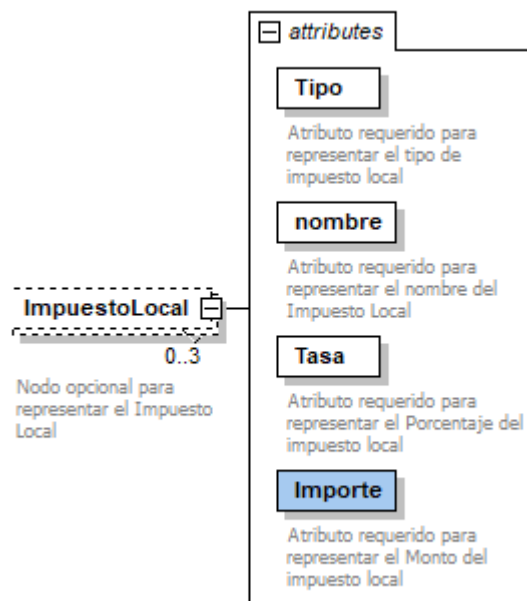 attributes
Tipo
Atributo requerido para
representar el tipo de
impuesto local
nombre
Atributo requerido para
representar el nombre del
Impuesto Local
ImpuestoLocal
0..3
Nodo opcional para
representar el Impuesto
Local
Tasa
Atributo requerido para
representar el Porcentaje del
impuesto local
Importe
Atributo requerido para
representar el Monto del
impuesto local